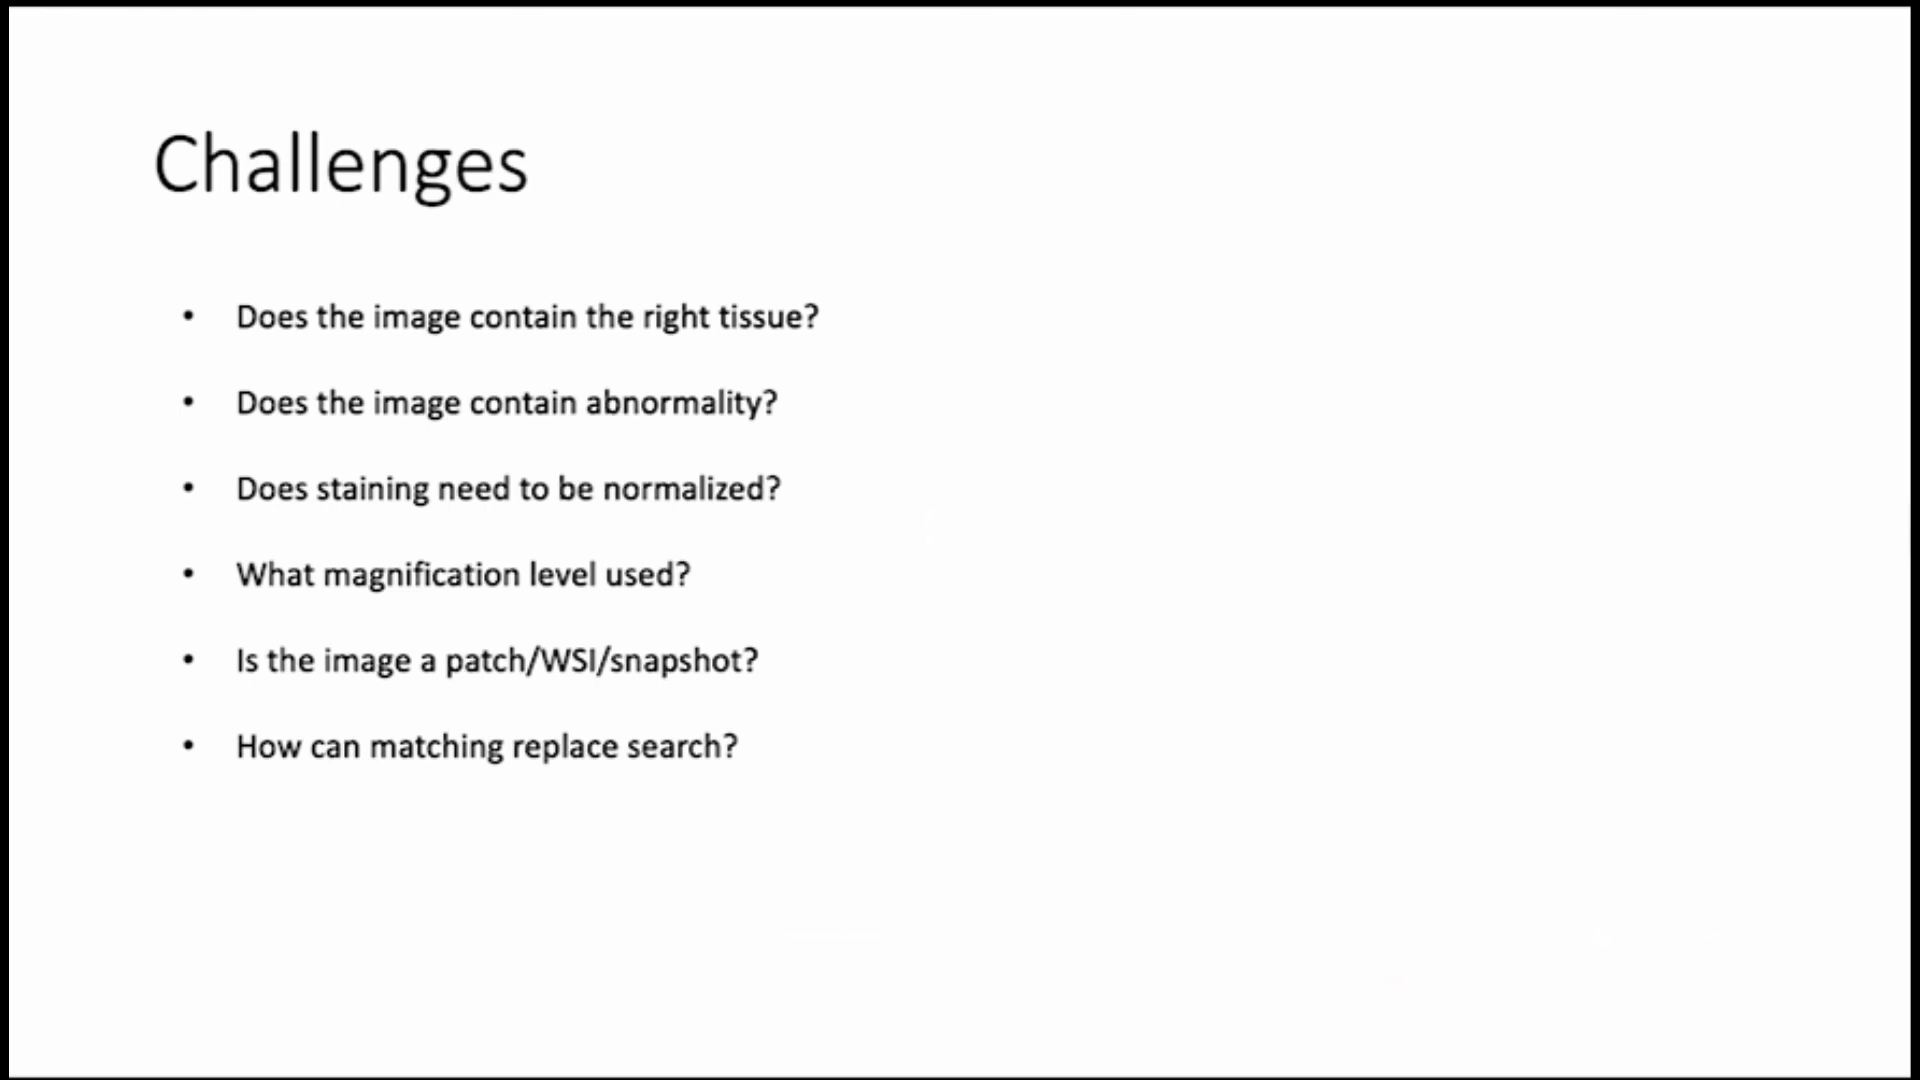 Challenges
• Does the image contain the right tissue?
• Does the image contain abnormality?
• Does staining need to be normalized?
• What magnification level used?
• Is the image a patch/WSI/snapshot?
• How can matching replace search?